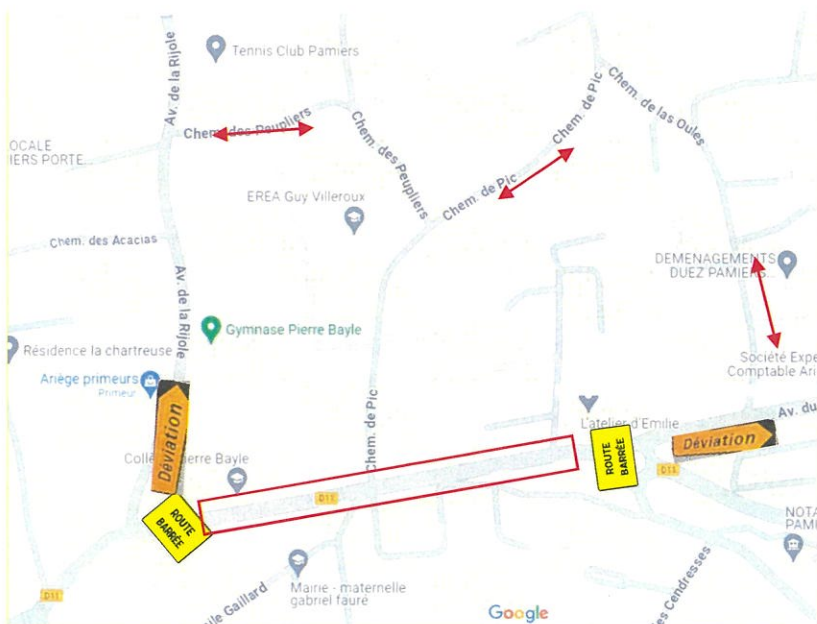 Av. de la Rijole
Tennis Club Pamiers
Chem. des Peupliers
Chem. de Pic
Chem. de las Oules
OCALE
IERS PORTE...
Chem. des Peupliers
Chem. de Pic
EREA Guy Villeroux
Chem. des Acacias
DEMENAGEMENTS
DUEZ PAMIERS...
Av. de la Rijole
Gymnase Pierre Bayle
Résidence la chartreuse
Société Expe
Comptable Ari
Ariège primeurs
Primeur
Déviation
Chem. de Pic
L'atelier d'Emilie
Av. du
Déviation
ROUTE
BARRÉE
Collè Pierre Bayle
D11
D11
ROUTE
BARRÉE
NOTA
PAMI
Mairie - maternelle
gabriel fauré
D11
ile Gaillard
les Cendresses
Google